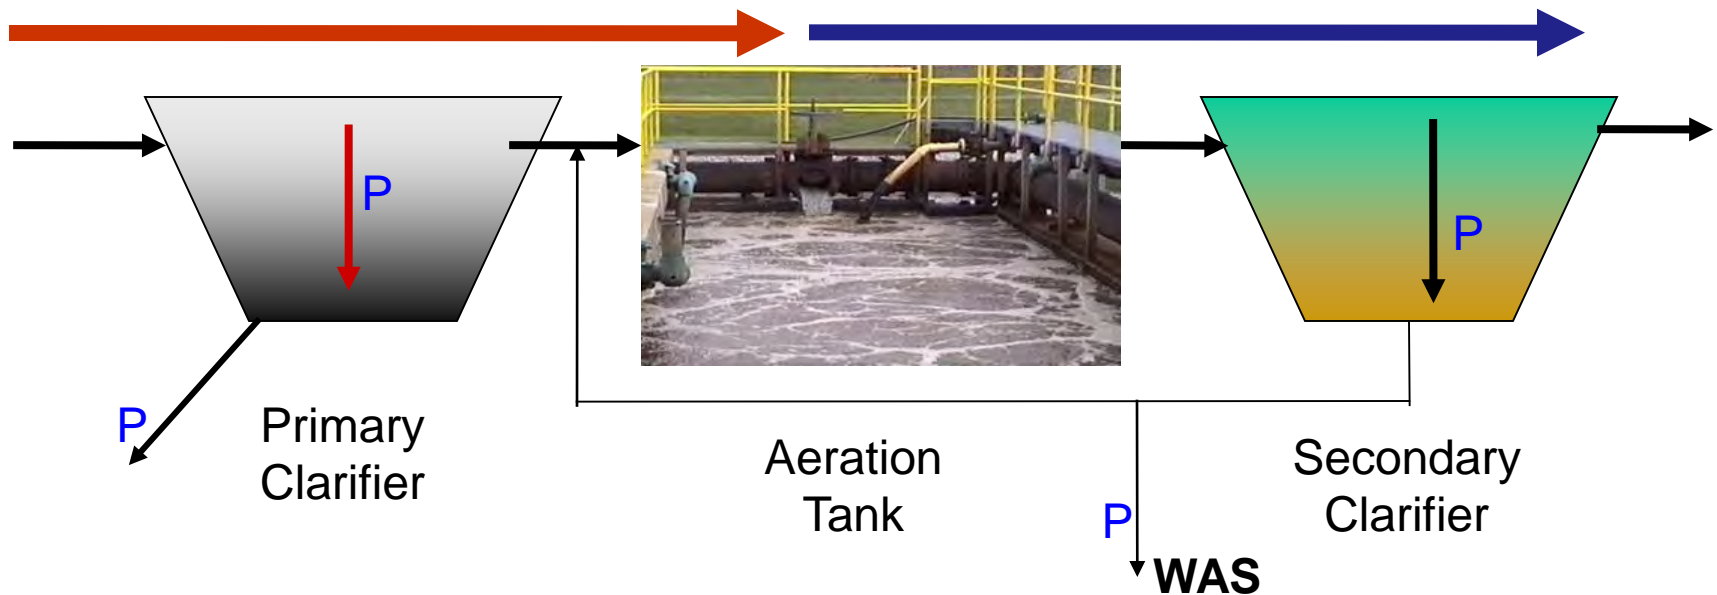 P
P
P
Primary
Clarifier
Aeration
Tank
Secondary
Clarifier
P
WAS